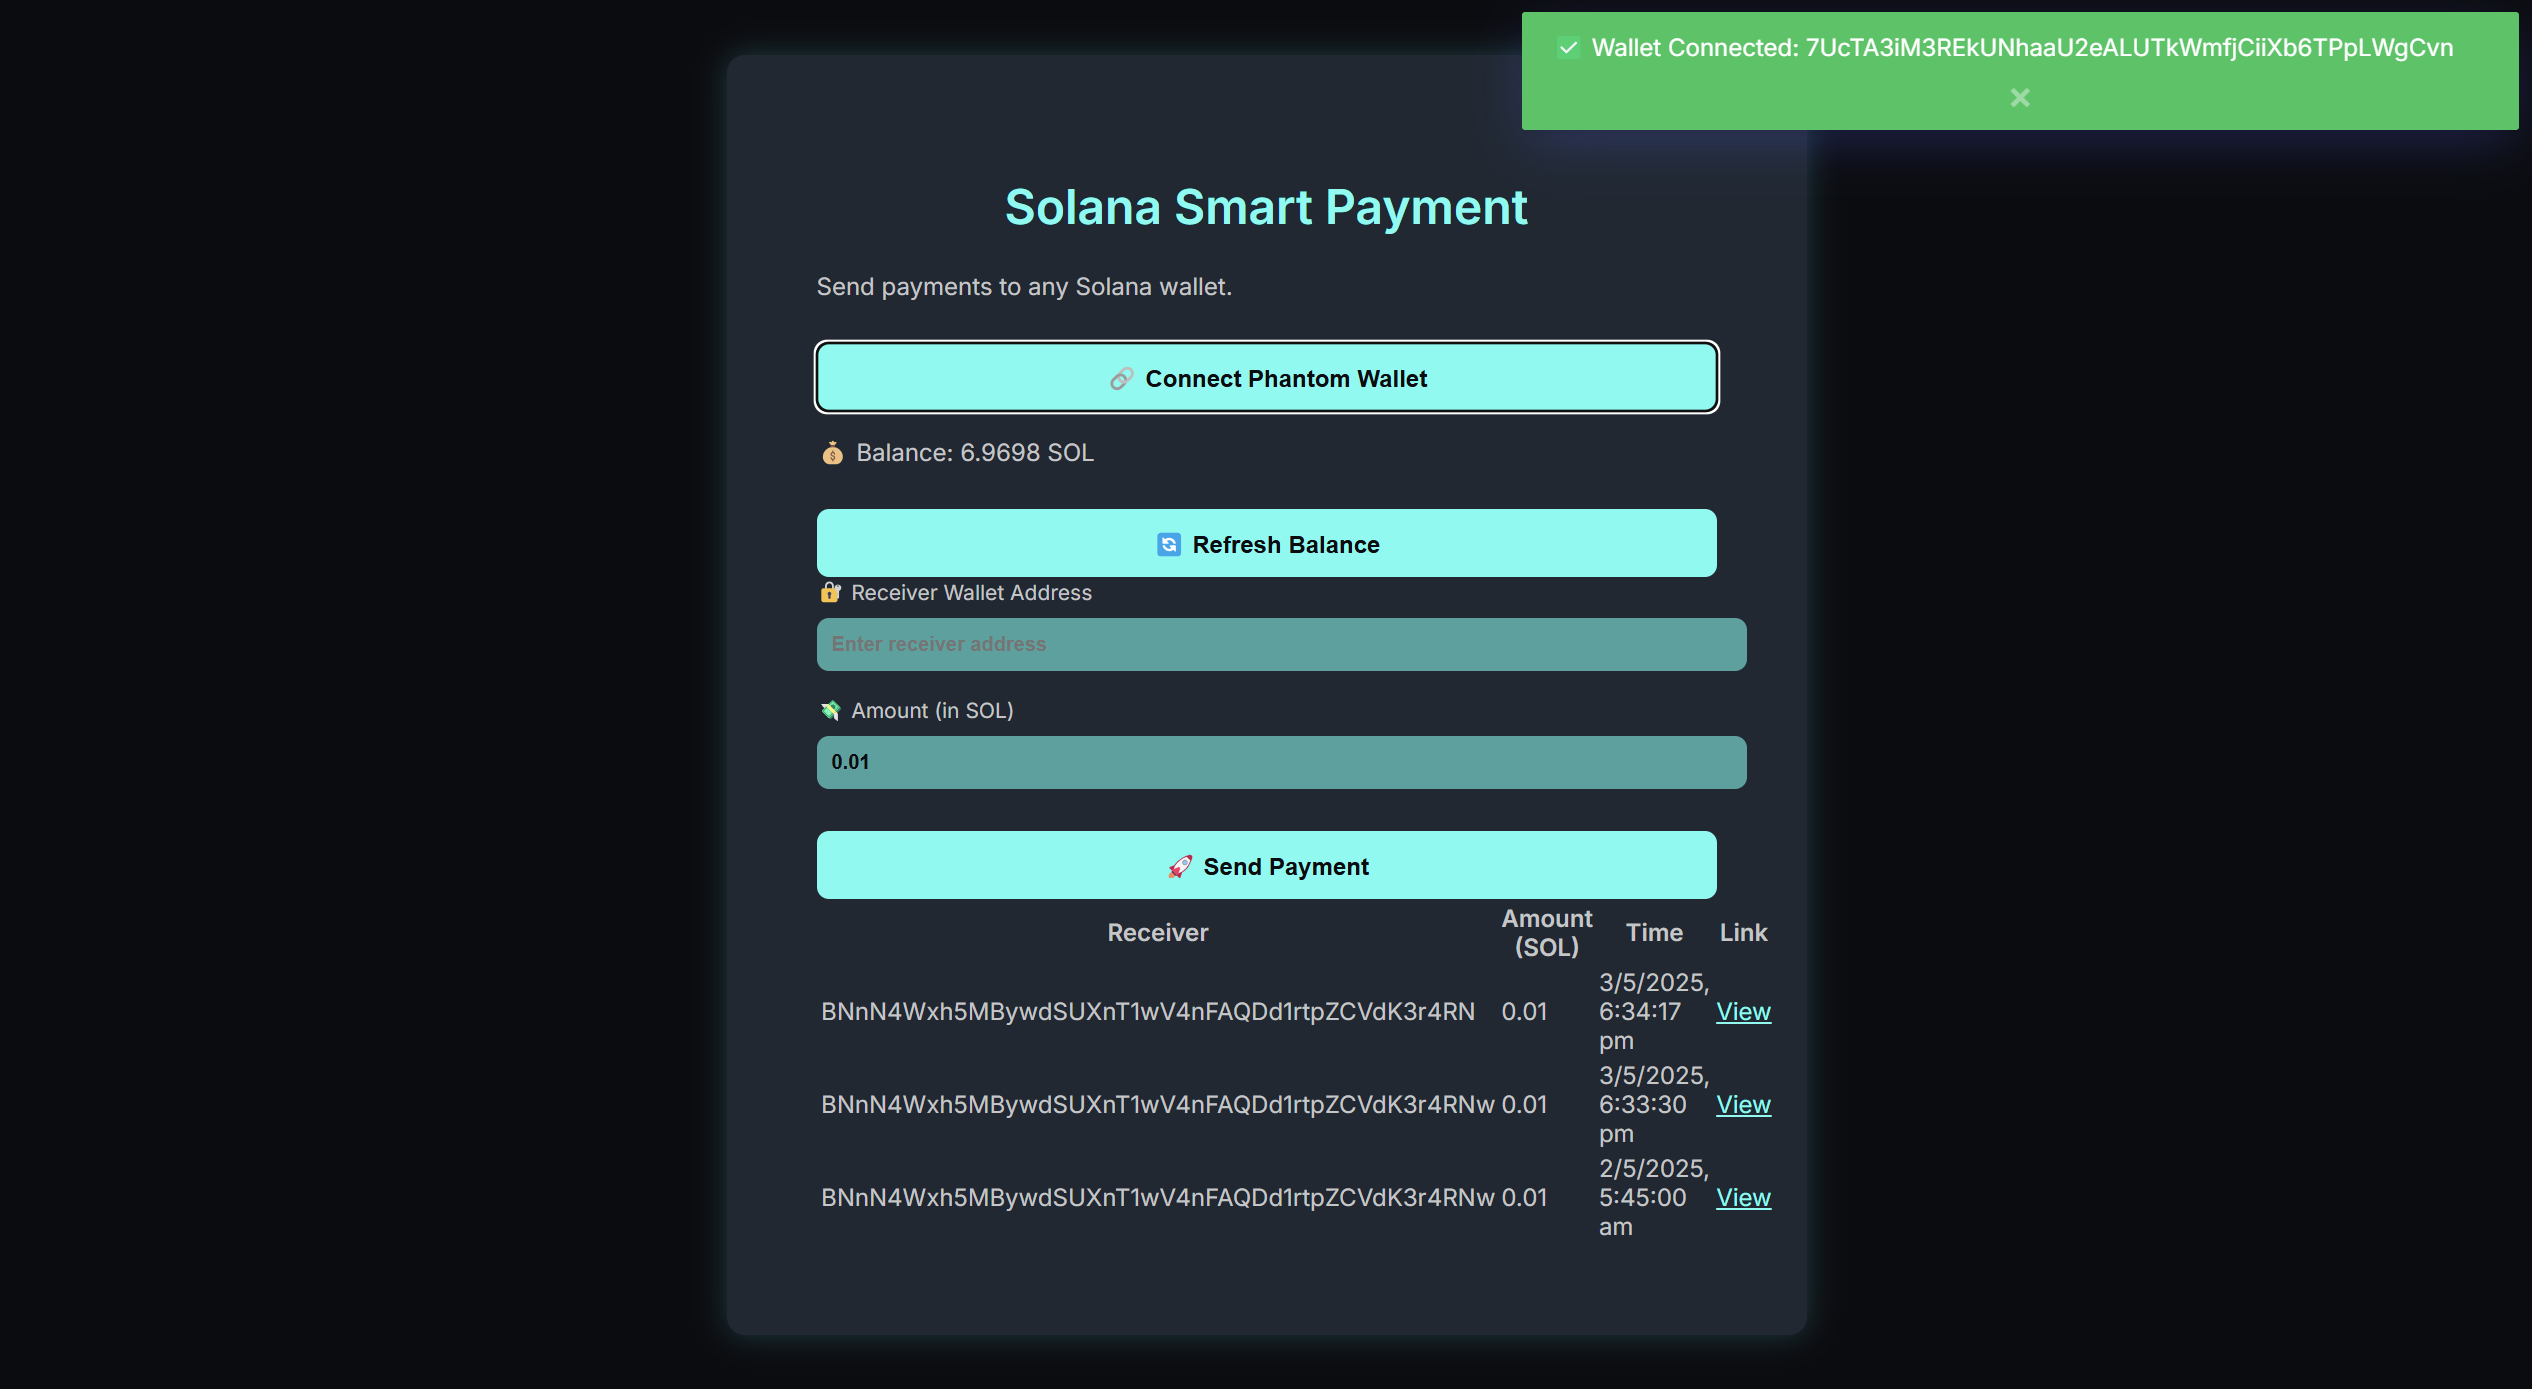 Wallet Connected: 7UcTA3iM3REkUNhaaU2eALUTkWmfjCiiXb6TPpLWgCvn
Solana Smart Payment
Send payments to any Solana wallet.
Connect Phantom Wallet
Balance: 6.9698 SOL
Refresh Balance
Receiver Wallet Address
Enter receiver address
Amount (in SOL)
0.01
Send Payment
Receiver Amount (SOL) Time Link
BNnN4Wxh5MBywdSUXnT1wV4nFAQDd1rtpZCVdK3r4RN 0.01 3/5/2025, 6:34:17 pm View
BNnN4Wxh5MBywdSUXnT1wV4nFAQDd1rtpZCVdK3r4RNw 0.01 3/5/2025, 6:33:30 pm View
BNnN4Wxh5MBywdSUXnT1wV4nFAQDd1rtpZCVdK3r4RNw 0.01 2/5/2025, 5:45:00 am View